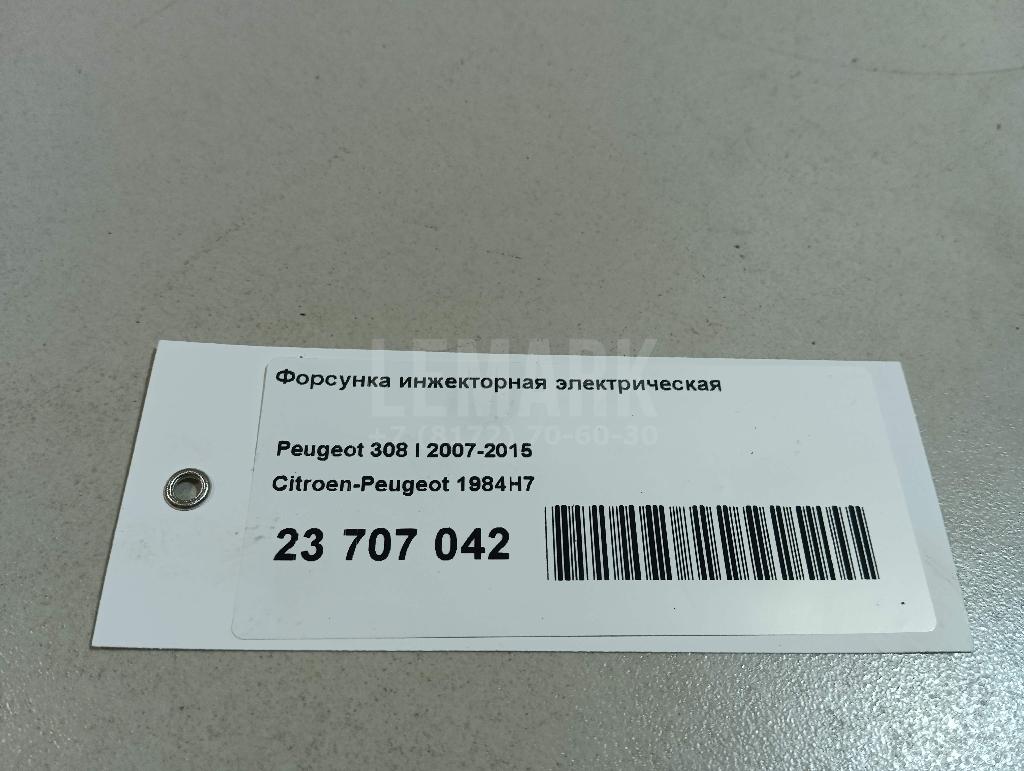 LEMARK
+7 (8172) 70-60-30
Форсунка инжекторная электрическая
Peugeot 308 I 2007-2015
Citroen-Peugeot 1984H7
23 707 042